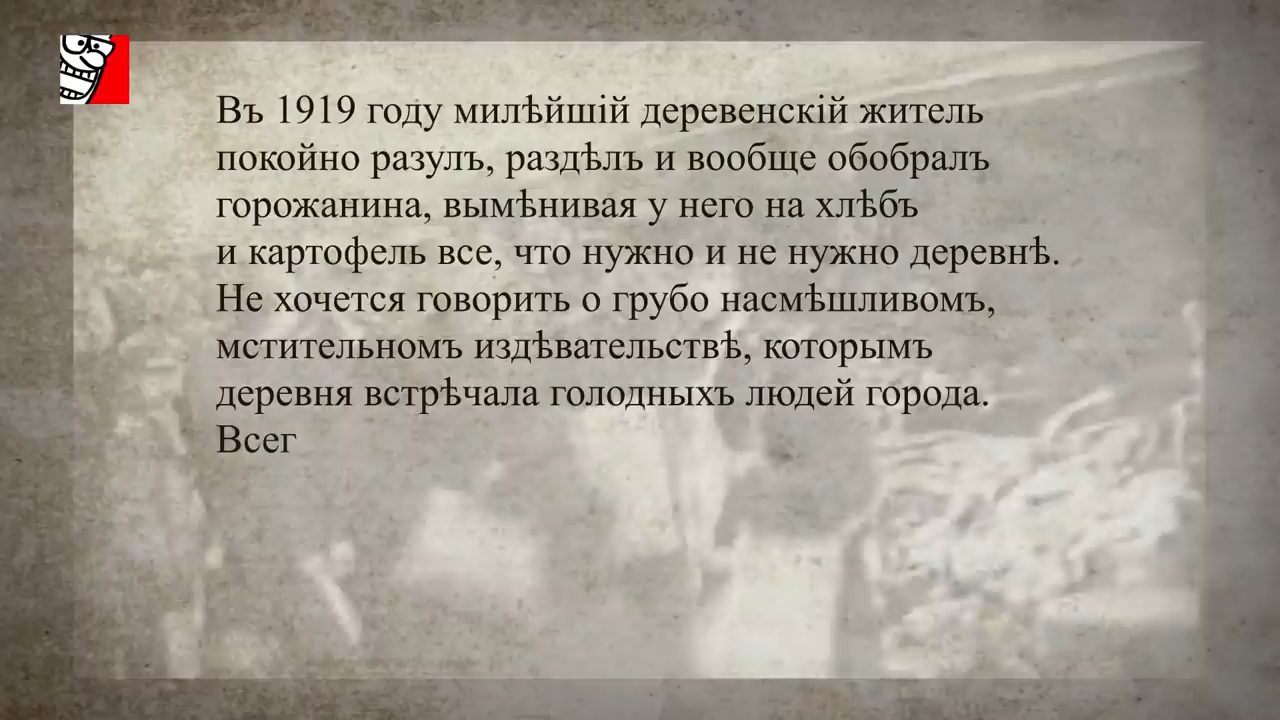 Въ 1919 году милѣйшій деревенскій житель
покойно разулъ, раздѣлъ и вообще обобралъ
горожанина, вымѣнивая у него на хлѣбъ
и картофель все, что нужно и не нужно деревнѣ.
Не хочется говорить о грубо насмѣшливомъ,
мстительномъ издѣвательствѣ, которымъ
деревня встрѣчала голодныхъ людей города.
Всег